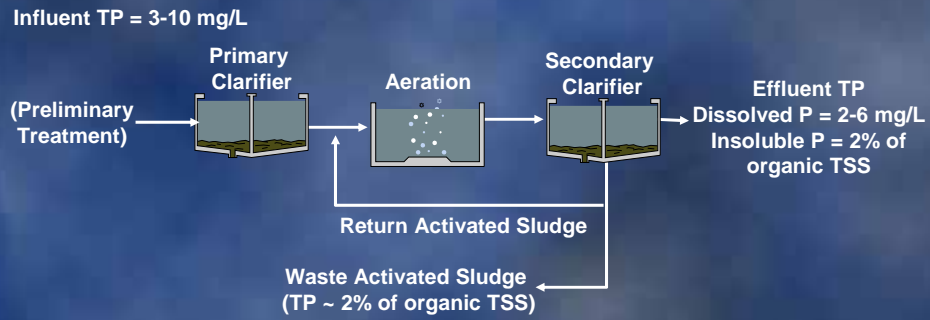 Influent TP = 3-10 mg/L
Primary
Clarifier
Aeration
Secondary
Clarifier
(Preliminary
Treatment)
Effluent TP
Dissolved P = 2-6 mg/L
Insoluble P = 2% of
organic TSS
Return Activated Sludge
Waste Activated Sludge
(TP ~ 2% of organic TSS)